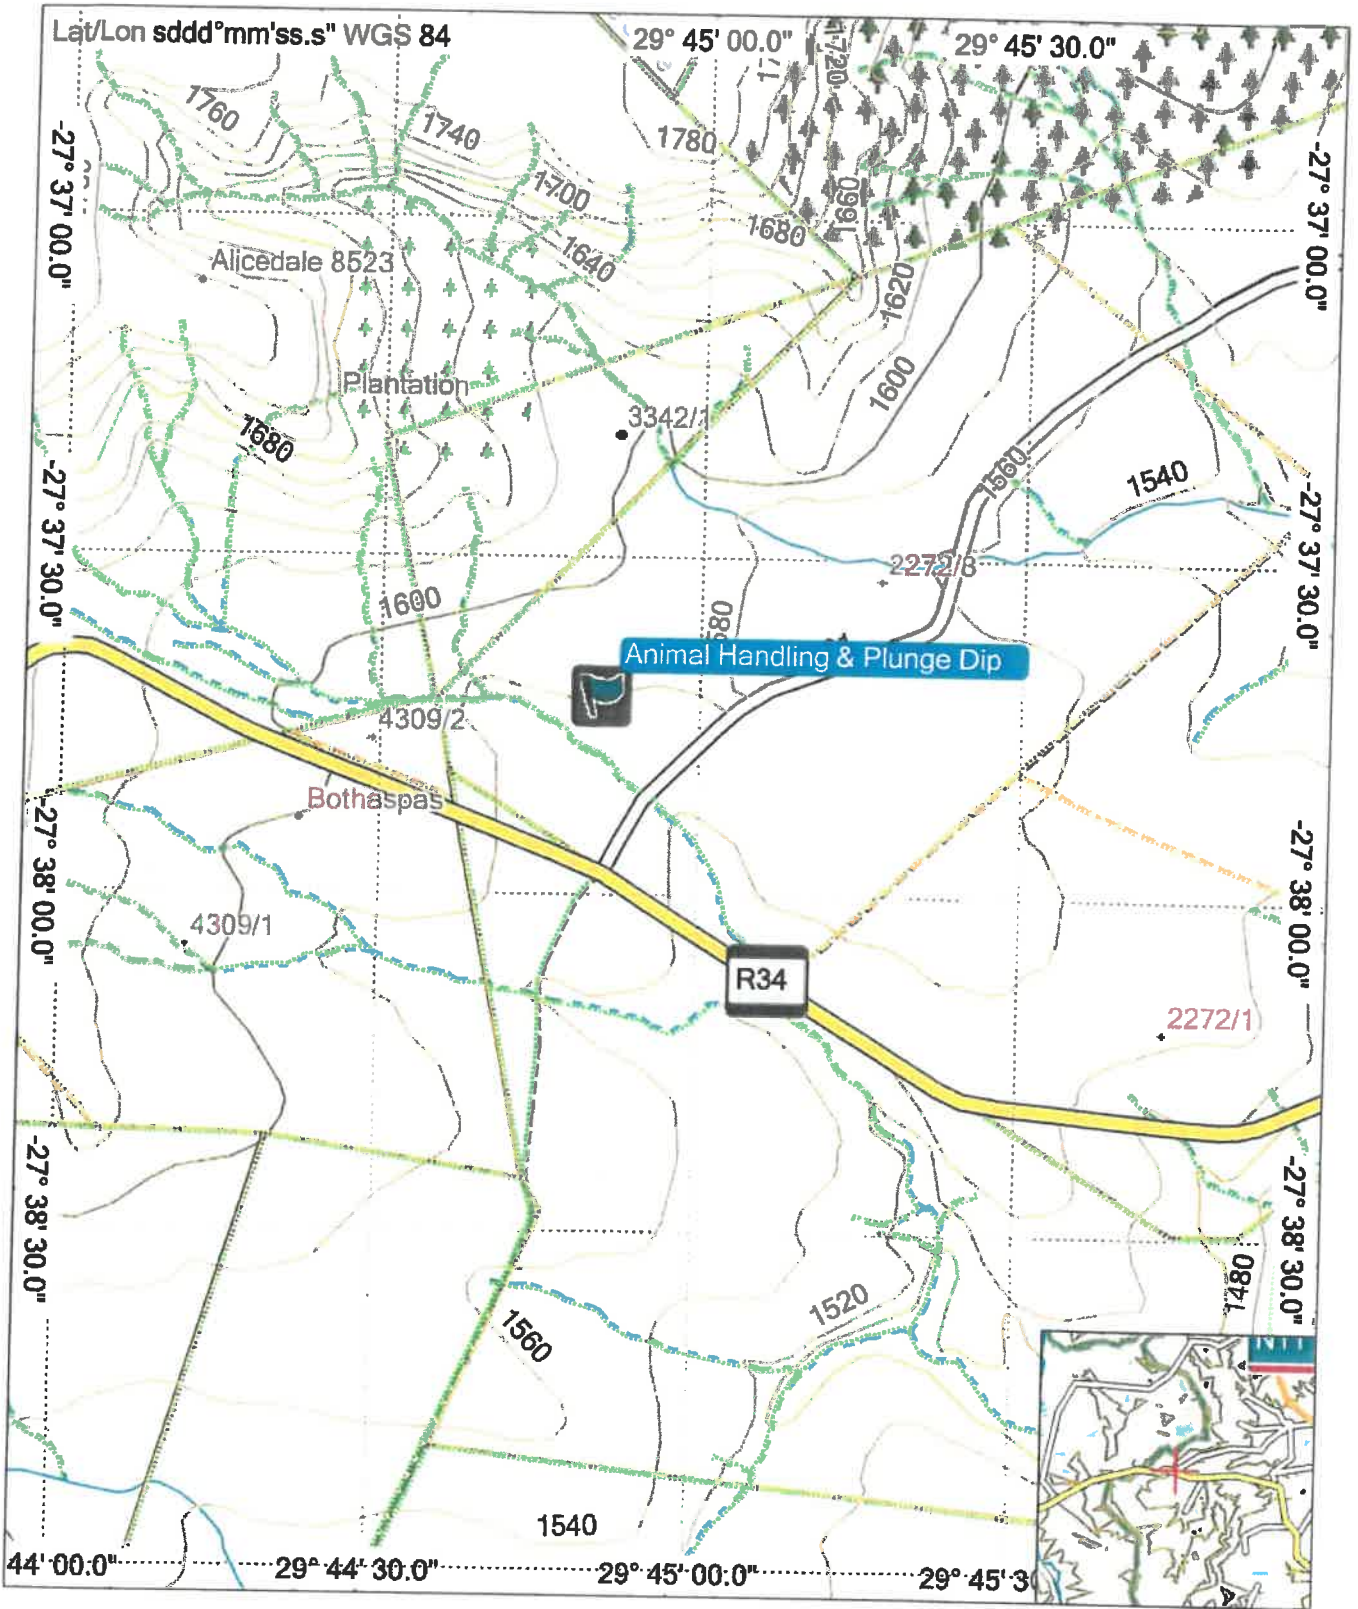 Lat/Lon sddd°mm'ss.s" WGS 84
29° 45' 00.0"
29° 45' 30.0"
1720
1760
1740
1780
-27° 37' 00.0"
-27° 37' 00.0"
1700
1660
1680
1640
Alicedale 8523
1620
Plantation
1600
3342/1
1680
1560
1540
-27° 37' 30.0"
-27° 37' 30.0"
2272/8
1600
Animal Handling & Plunge Dip
4309/2
Bothaspas
-27° 38' 00.0"
-27° 38' 00.0"
4309/1
R34
2272/1
-27° 38' 30.0"
-27° 38' 30.0"
1480
1520
1560
1540
44' 00.0"
29° 44' 30.0"
29° 45' 00.0"
29° 45' 3